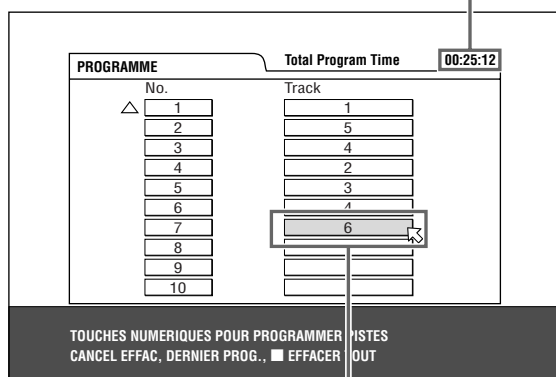 PROGRAMME Total Program Time 00:25:12
No. Track
1 1
2 5
3 4
4 2
5 3
6 4
7 6
8
9
10
TOUCHES NUMERIQUES POUR PROGRAMMER PISTES
CANCEL EFFAC, DERNIER PROG., ■ EFFACER TOUT